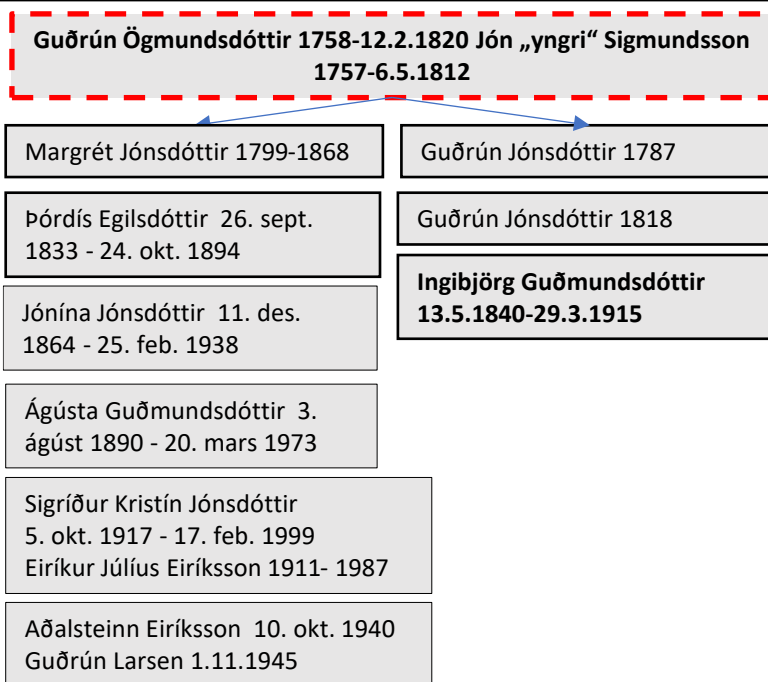 Guðrún Ögmundsdóttir 1758-12.2.1820 Jón „yngri“ Sigmundsson
1757-6.5.1812
Margrét Jónsdóttir 1799-1868
Guðrún Jónsdóttir 1787
Þórdís Egilsdóttir 26. sept.
1833 - 24. okt. 1894
Guðrún Jónsdóttir 1818
Ingibjörg Guðmundsdóttir
13.5.1840-29.3.1915
Jónína Jónsdóttir 11. des.
1864 - 25. feb. 1938
Ágústa Guðmundsdóttir 3.
ágúst 1890 - 20. mars 1973
Sigríður Kristín Jónsdóttir
5. okt. 1917 - 17. feb. 1999
Eiríkur Júlíus Eiríksson 1911- 1987
Aðalsteinn Eiríksson 10. okt. 1940
Guðrún Larsen 1.11.1945